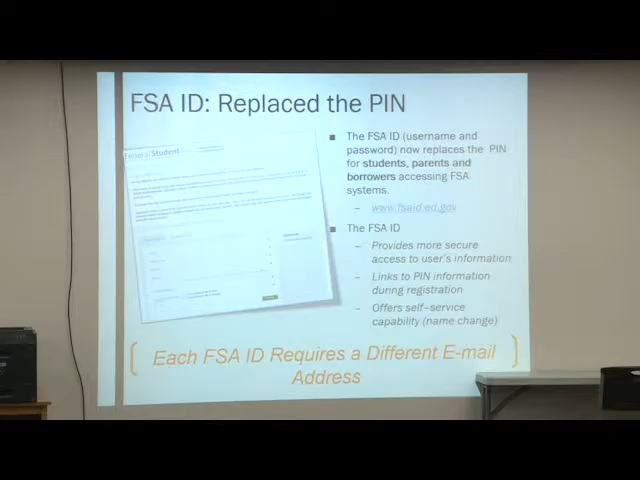 FSA ID: Replaced the PIN
Federal Student
■ The FSA ID (username and
password) now replaces the PIN
for students, parents and
borrowers accessing FSA
systems.
– www.fsaid.ed.gov
■ The FSA ID
– Provides more secure
access to user's information
– Links to PIN information
during registration
– Offers self-service
capability (name change)
Each FSA ID Requires a Different E-mail
Address